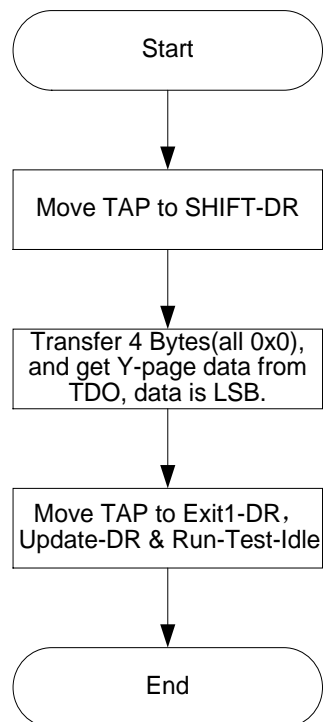 Start
Move TAP to SHIFT-DR
Transfer 4 Bytes(all 0x0),
and get Y-page data from
TDO, data is LSB.
Move TAP to Exit1-DR，
Update-DR & Run-Test-Idle
End